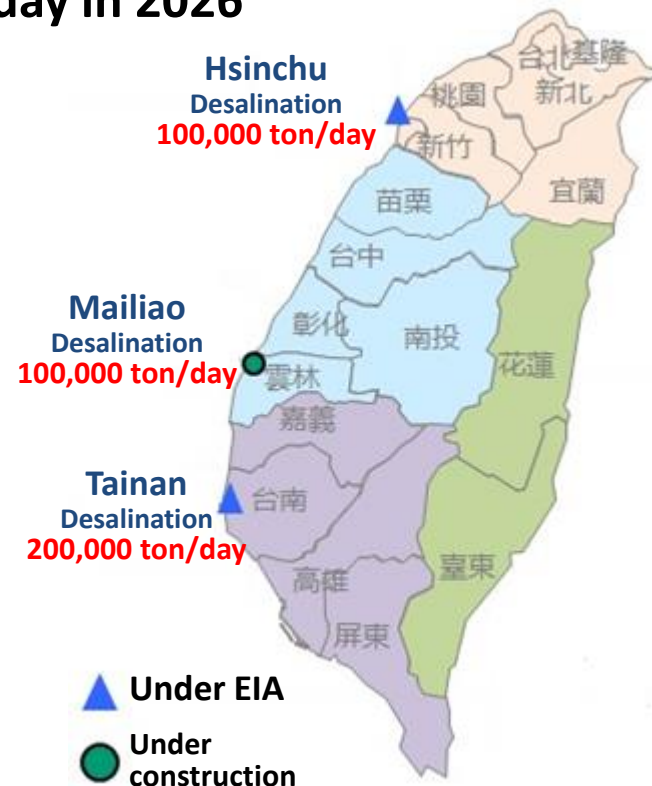 day in 2026
Hsinchu
Desalination
100,000 ton/day
台北
基隆
桃園
新北
新竹
宜蘭
苗栗
台中
Mailiao
Desalination
100,000 ton/day
彰化
南投
花蓮
雲林
嘉義
Tainan
Desalination
200,000 ton/day
台南
臺東
高雄
屏東
Under EIA
Under
construction